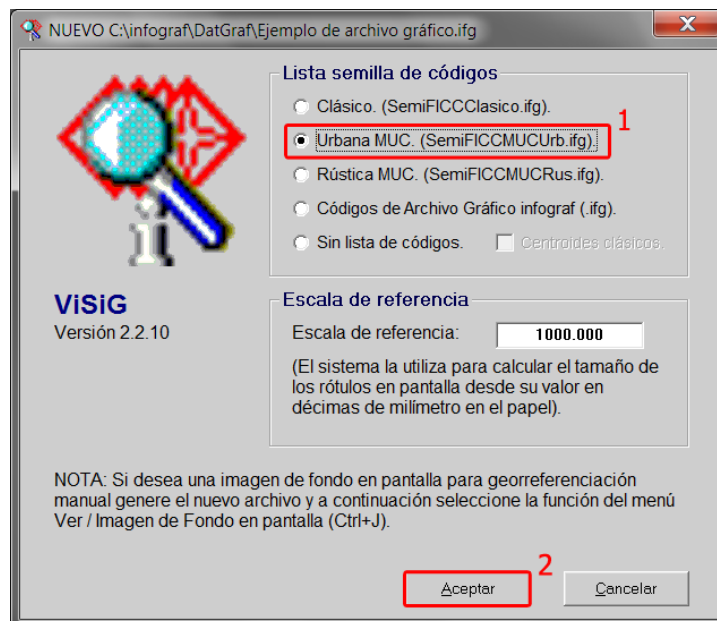 NUEVO C:\infograf\DatGraf\Ejemplo de archivo gráfico.ifg
Lista semilla de códigos
Clásico. (SemiFICCClasico.ifg).
1
Urbana MUC. (SemiFICCMUCUrb.ifg).
Rústica MUC. (SemiFICCMUCRus.ifg).
Códigos de Archivo Gráfico infograf (.ifg).
Sin lista de códigos.
Centroides clásicos.
ViSiG
Versión 2.2.10
Escala de referencia
Escala de referencia:
1000.000
(El sistema la utiliza para calcular el tamaño de
los rótulos en pantalla desde su valor en
décimas de milímetro en el papel).
NOTA: Si desea una imagen de fondo en pantalla para georreferenciación
manual genere el nuevo archivo y a continuación seleccione la función del menú
Ver / Imagen de Fondo en pantalla (Ctrl+J).
2
Aceptar
Cancelar